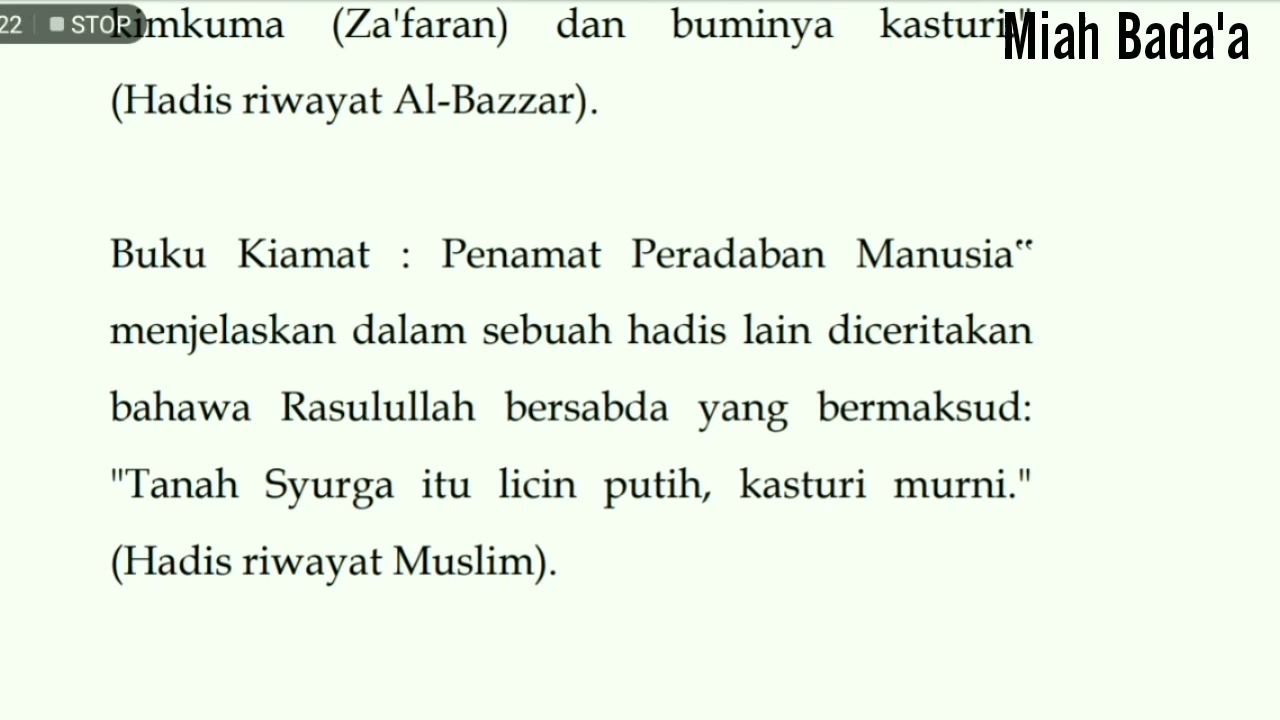 22 STOP
Miah Bada'a
kimkuma (Za'faran) dan buminya kasturi."
(Hadis riwayat Al-Bazzar).
Buku Kiamat : Penamat Peradaban Manusia‟
menjelaskan dalam sebuah hadis lain diceritakan
bahawa Rasulullah bersabda yang bermaksud:
"Tanah Syurga itu licin putih, kasturi murni."
(Hadis riwayat Muslim).